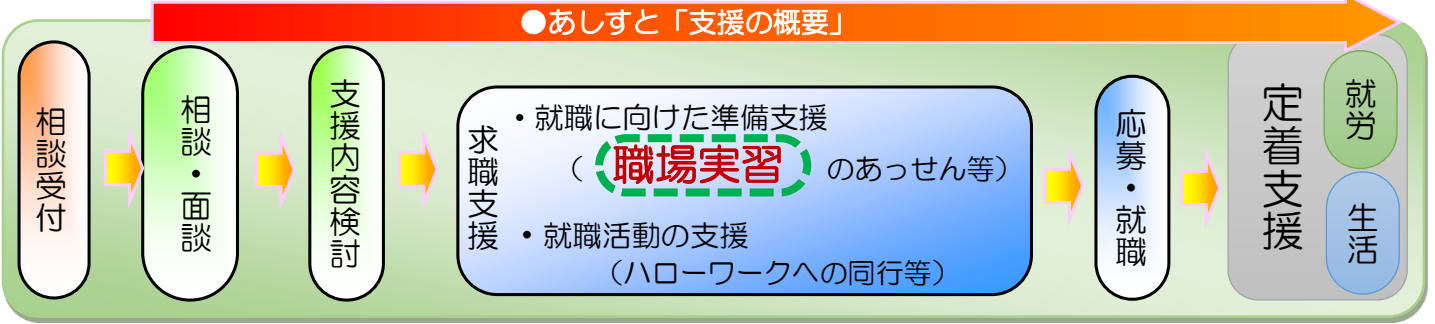 ●あしすと「支援の概要」
相談受付
相談・面談
支援内容検討
求職支援
・就職に向けた準備支援
（職場実習のあっせん等）
・就職活動の支援
（ハローワークへの同行等）
応募・就職
定着支援
就労
生活